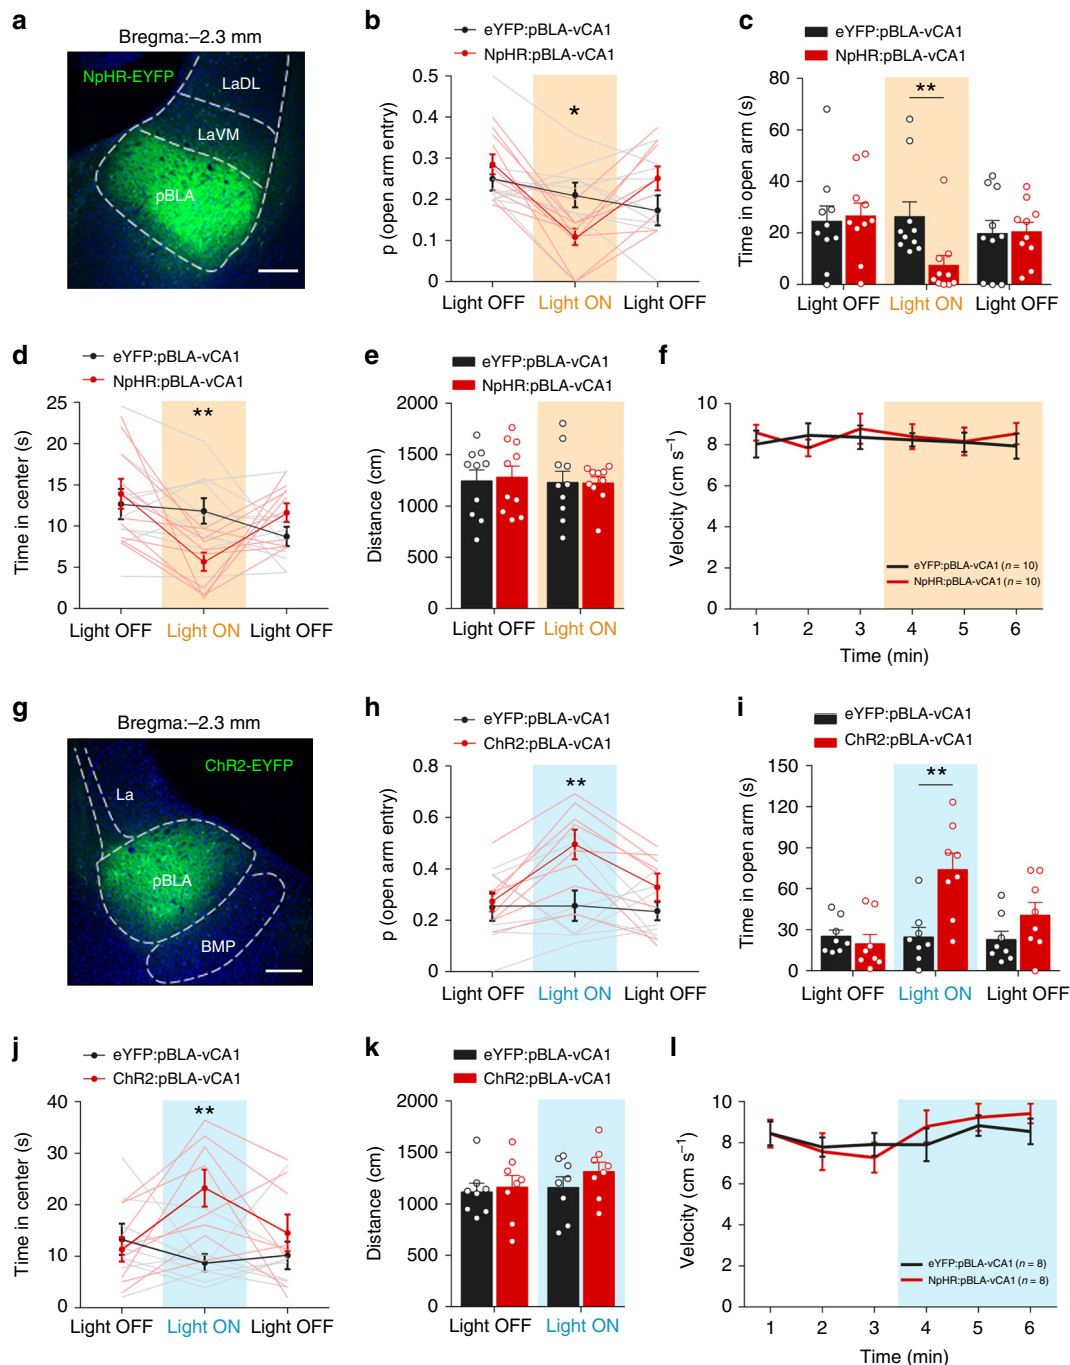 a
Bregma:–2.3 mm
NpHR-EYFP
LaDL
LaVM
pBLA
b
eYFP:pBLA-vCA1
NpHR:pBLA-vCA1
p (open arm entry)
0.5
0.4
0.3
0.2
0.1
0
*
Light OFF
Light ON
Light OFF
c
eYFP:pBLA-vCA1
NpHR:pBLA-vCA1
Time in open arm (s)
80
60
40
20
0
**
Light OFF
Light ON
Light OFF
d
eYFP:pBLA-vCA1
NpHR:pBLA-vCA1
Time in center (s)
25
20
15
10
5
0
**
Light OFF
Light ON
Light OFF
e
eYFP:pBLA-vCA1
NpHR:pBLA-vCA1
Distance (cm)
2000
1500
1000
500
0
Light OFF
Light ON
f
Velocity (cm s⁻¹)
10
8
6
4
2
0
eYFP:pBLA-vCA1 (n = 10)
NpHR:pBLA-vCA1 (n = 10)
1 2 3 4 5 6
Time (min)
g
Bregma:–2.3 mm
ChR2-EYFP
La
pBLA
BMP
h
eYFP:pBLA-vCA1
ChR2:pBLA-vCA1
p (open arm entry)
0.8
0.6
0.4
0.2
0
**
Light OFF
Light ON
Light OFF
i
eYFP:pBLA-vCA1
ChR2:pBLA-vCA1
Time in open arm (s)
150
120
90
60
30
0
**
Light OFF
Light ON
Light OFF
j
eYFP:pBLA-vCA1
ChR2:pBLA-vCA1
Time in center (s)
40
30
20
10
0
**
Light OFF
Light ON
Light OFF
k
eYFP:pBLA-vCA1
ChR2:pBLA-vCA1
Distance (cm)
2000
1500
1000
500
0
Light OFF
Light ON
l
Velocity (cm s⁻¹)
10
8
6
4
2
0
eYFP:pBLA-vCA1 (n = 8)
NpHR:pBLA-vCA1 (n = 8)
1 2 3 4 5 6
Time (min)